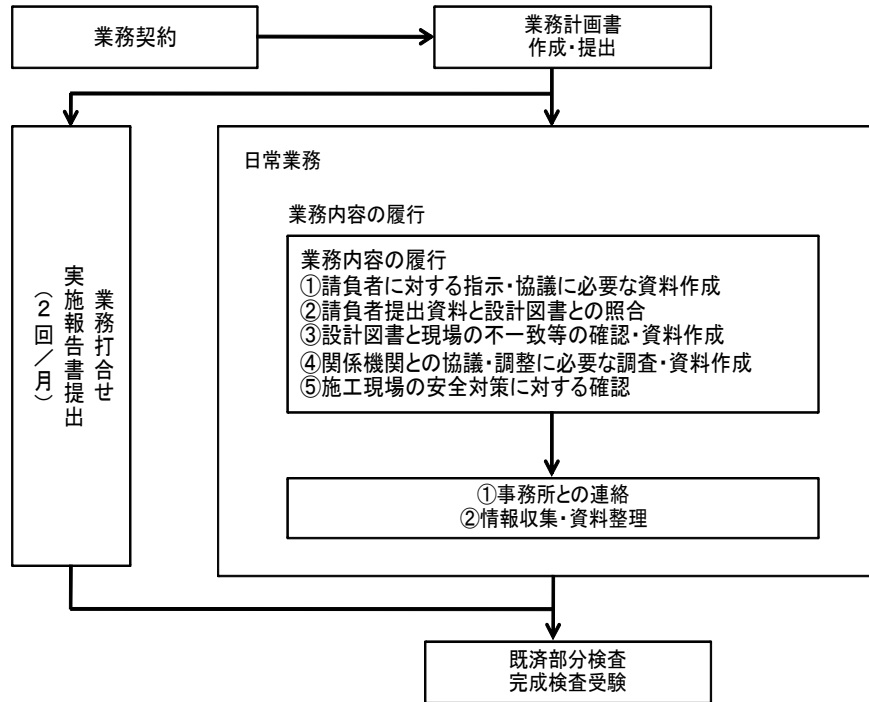 業務契約
業務計画書
作成・提出
業務打合せ
実施報告書提出
（２回／月）
日常業務
業務内容の履行
業務内容の履行
①請負者に対する指示・協議に必要な資料作成
②請負者提出資料と設計図書との照合
③設計図書と現場の不一致等の確認・資料作成
④関係機関との協議・調整に必要な調査・資料作成
⑤施工現場の安全対策に対する確認
①事務所との連絡
②情報収集・資料整理
既済部分検査
完成検査受験